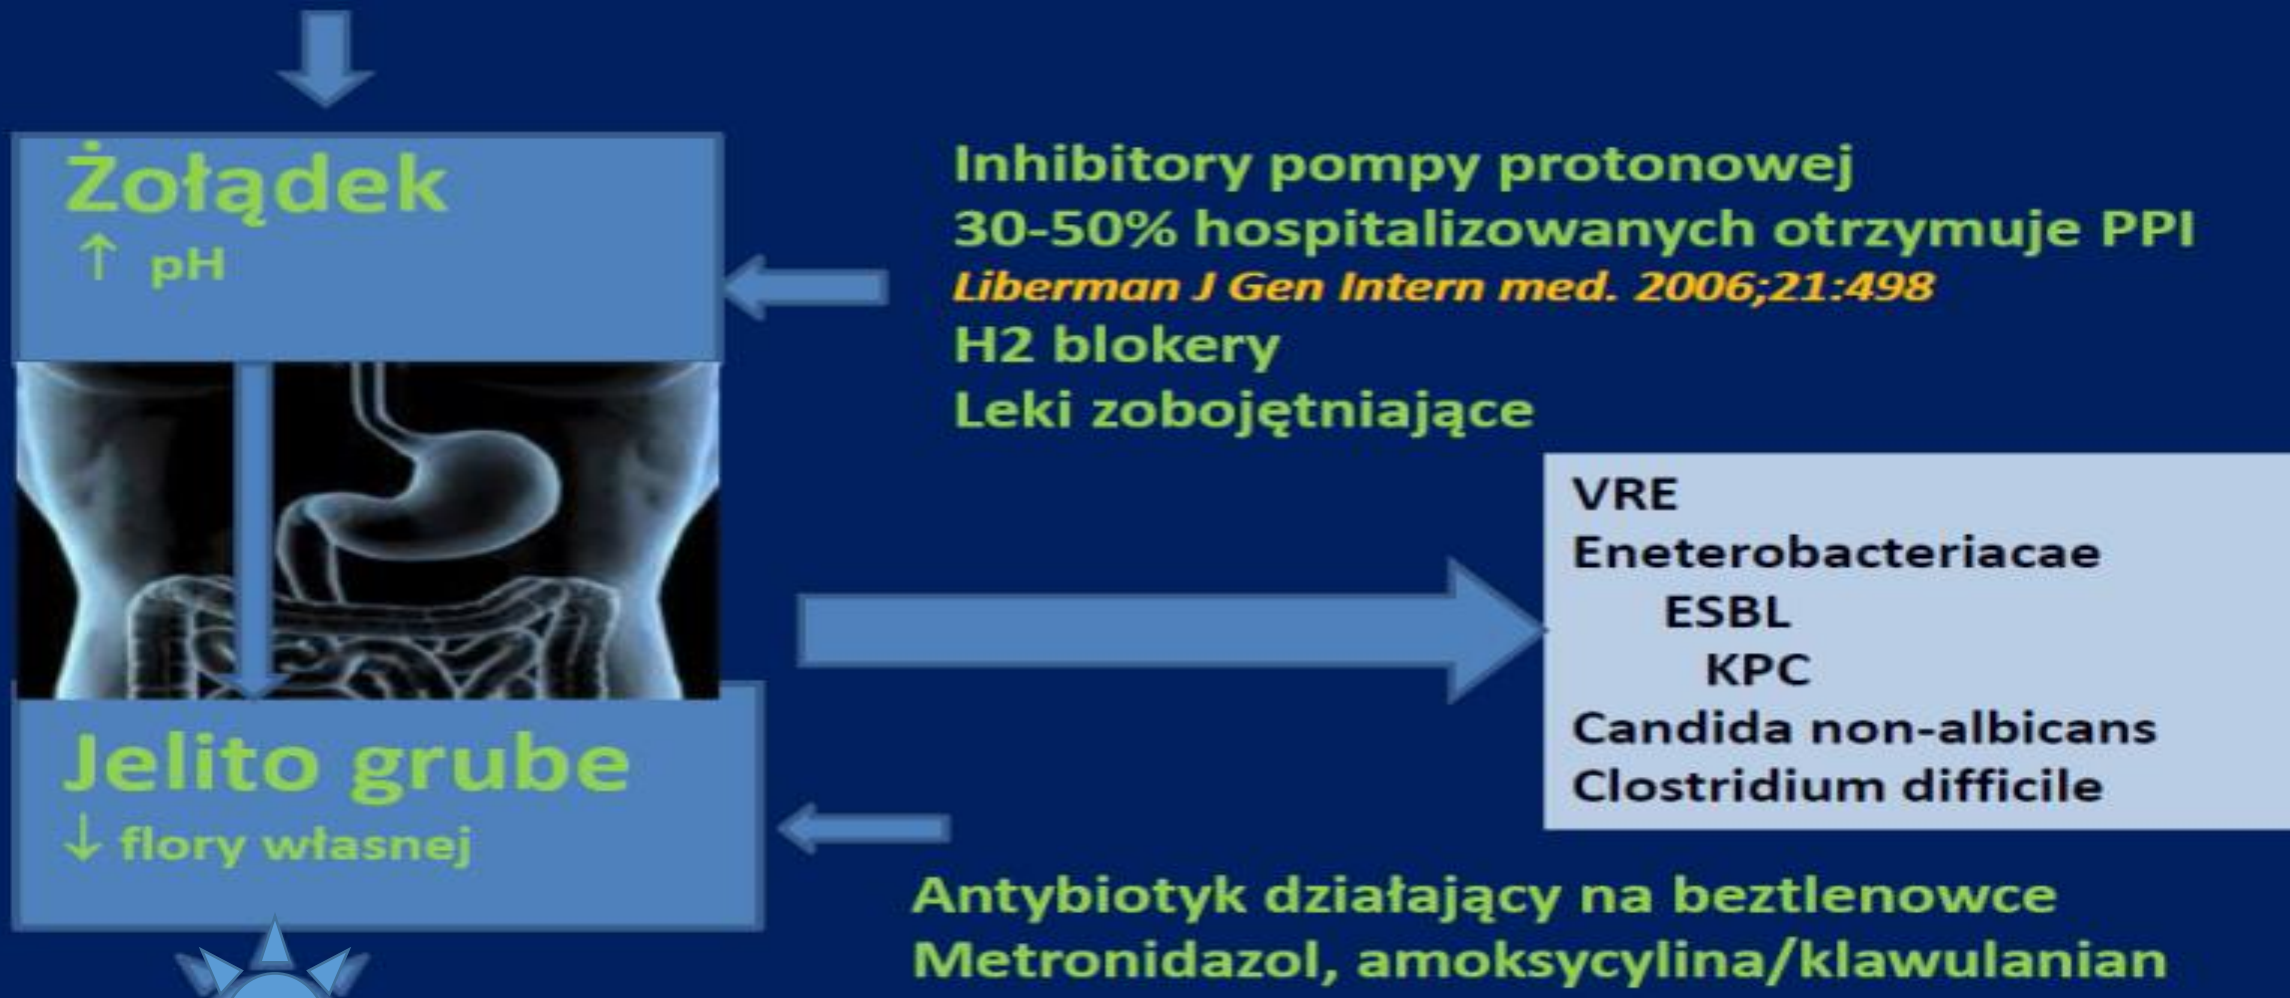 Żołądek
↑ pH
Inhibitory pompy protonowej
30-50% hospitalizowanych otrzymuje PPI
Liberman J Gen Intern med. 2006;21:498
H2 blokery
Leki zobojętniające
VRE
Eneterobacteriacae
ESBL
KPC
Candida non-albicans
Clostridium difficile
Jelito grube
↓ flory własnej
Antybiotyk działający na beztlenowce
Metronidazol, amoksycylina/klawulanian